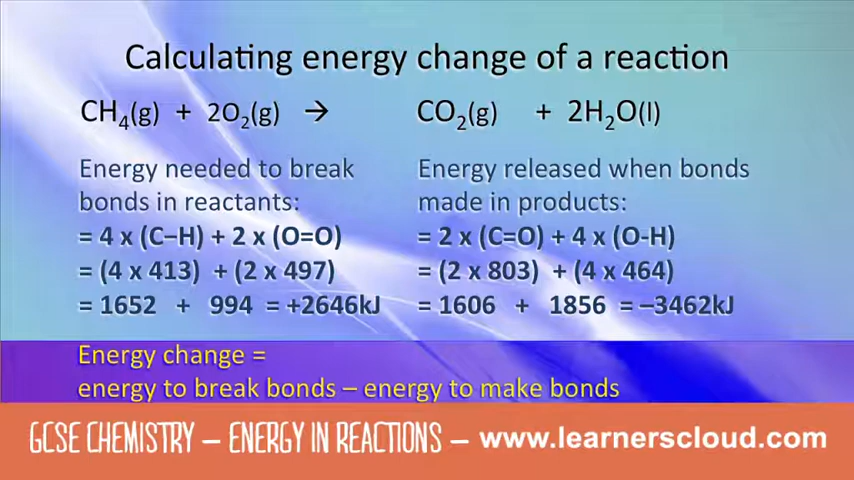 Calculating energy change of a reaction
CH₄(g) + 2O₂(g) → CO₂(g) + 2H₂O(l)
Energy needed to break
bonds in reactants:
= 4 x (C–H) + 2 x (O=O)
= (4 x 413) + (2 x 497)
= 1652 + 994 = +2646kJ
Energy released when bonds
made in products:
= 2 x (C=O) + 4 x (O-H)
= (2 x 803) + (4 x 464)
= 1606 + 1856 = –3462kJ
Energy change =
energy to break bonds – energy to make bonds
GCSE CHEMISTRY – ENERGY IN REACTIONS – www.learnerscloud.com